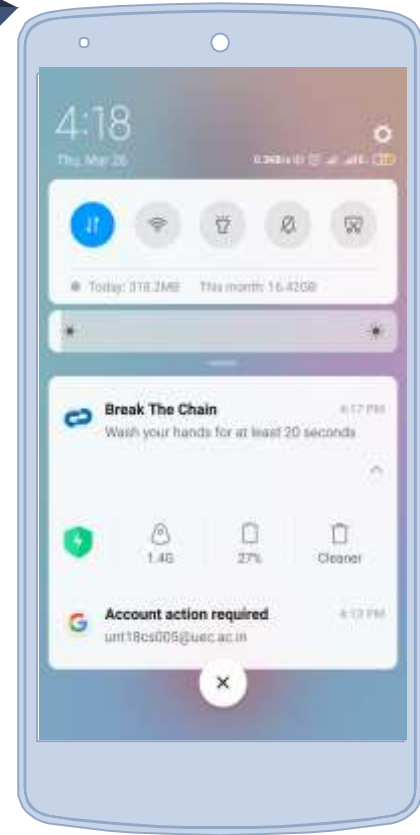 4:18
Thu, Mar 26
Today: 318.2MB This month: 16.42GB
Break The Chain 4:17 PM
Wash your hands for at least 20 seconds
1.4G 27% Cleaner
Account action required 4:13 PM
unt18cs005@uec.ac.in